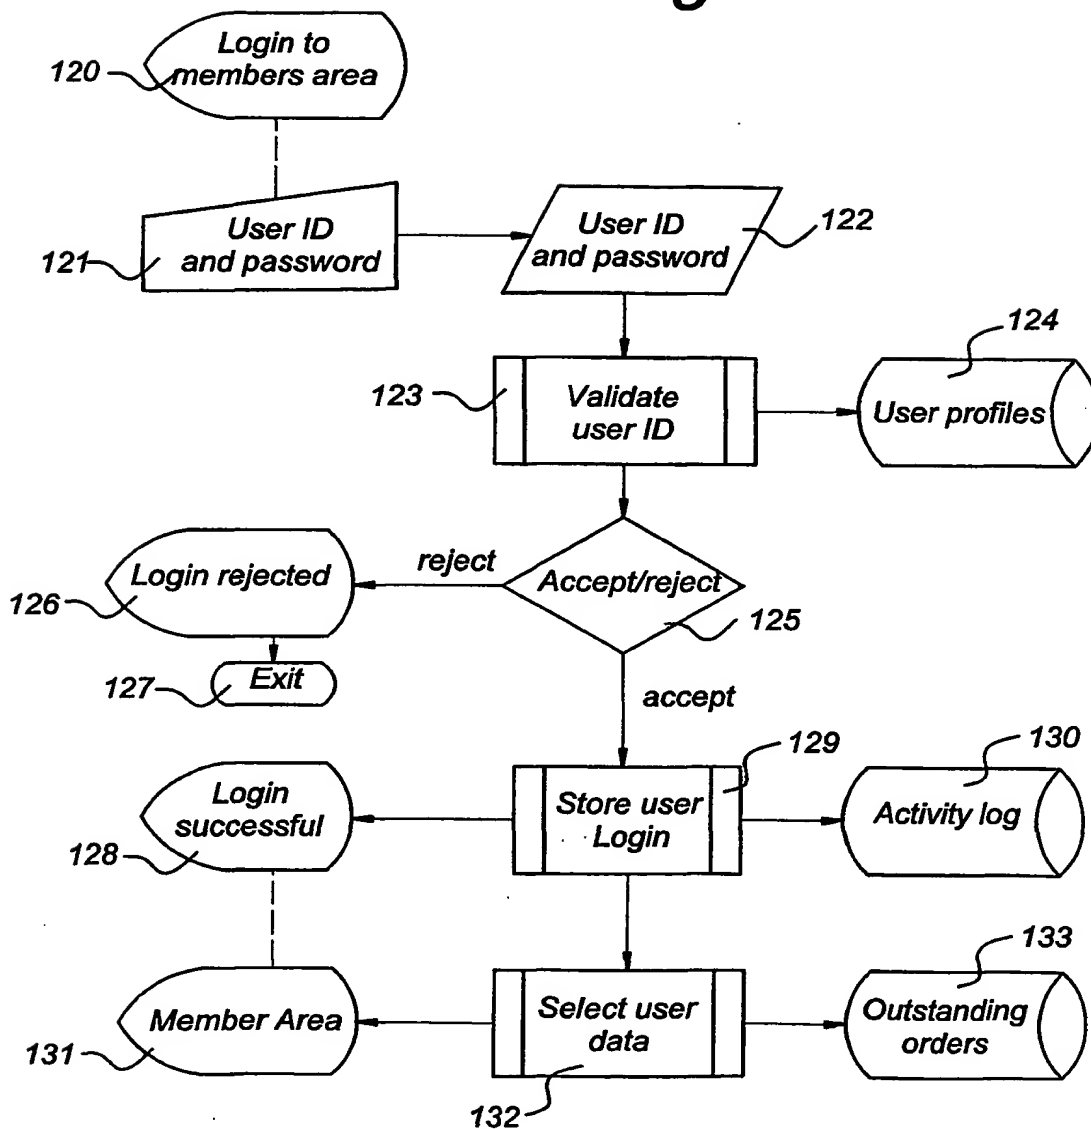 Login to
members area
120
User ID
and password
121
User ID
and password
122
Validate
user ID
123
124
User profiles
reject
Accept/reject
125
Login rejected
126
Exit
127
accept
Login
successful
128
Store user
Login
129
130
Activity log
Member Area
131
Select user
data
132
133
Outstanding
orders